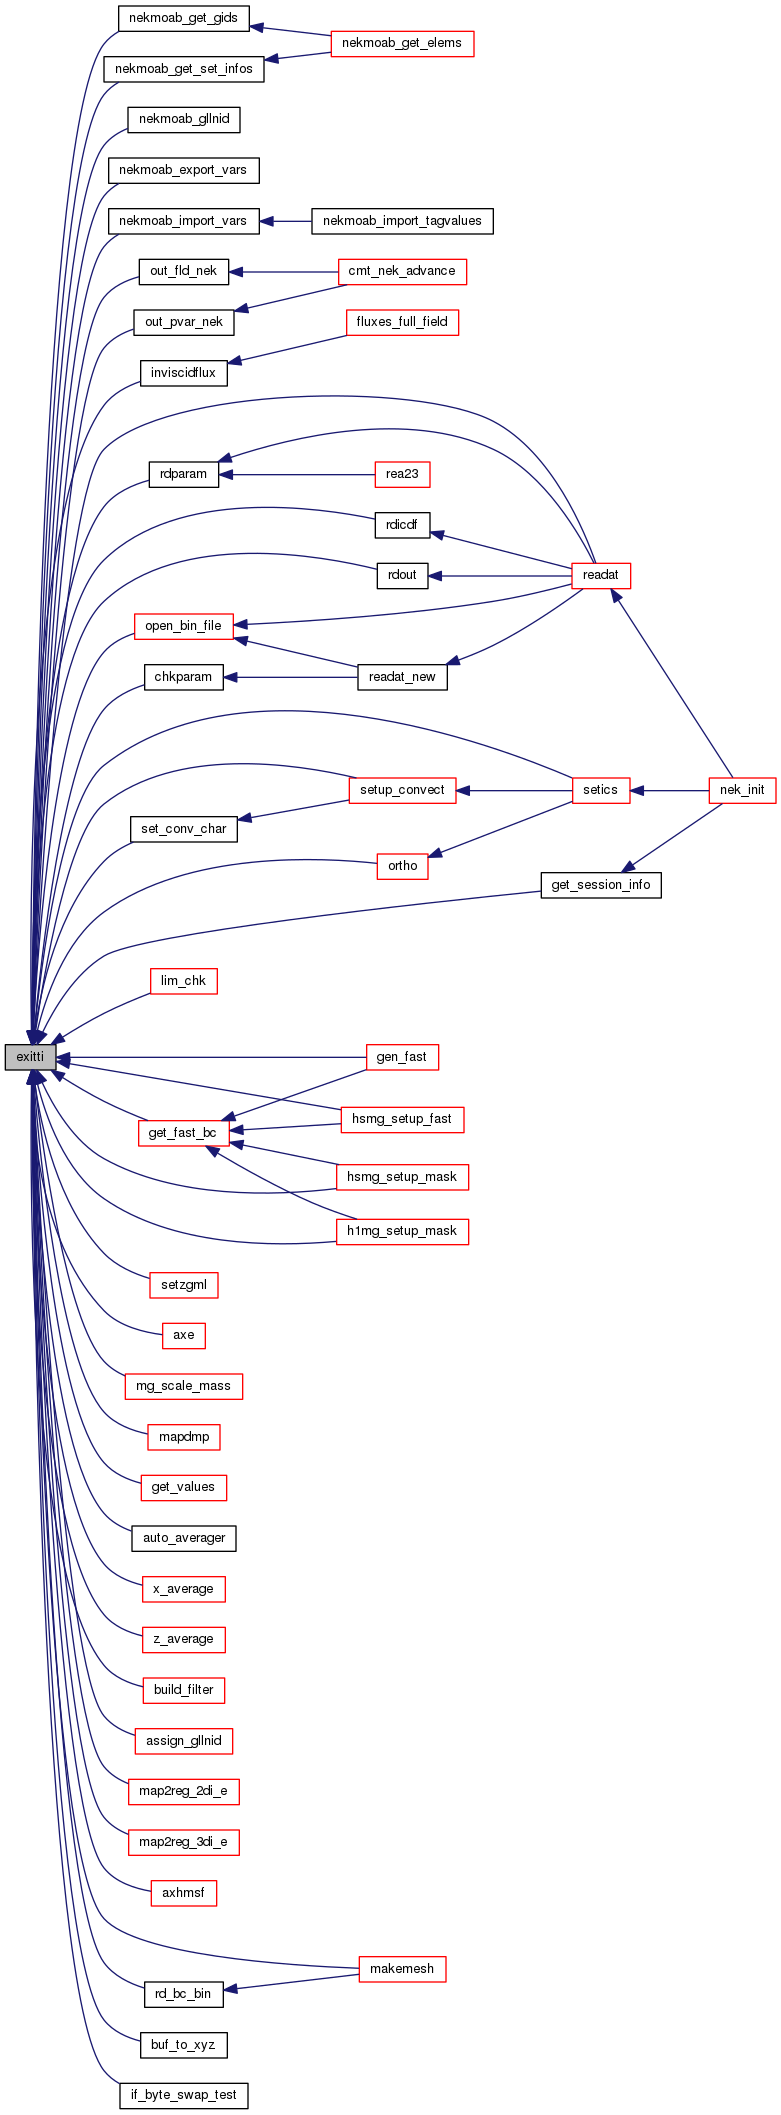 nekmoab_get_gids
nekmoab_get_elems
nekmoab_get_set_infos
nekmoab_gllnid
nekmoab_export_vars
nekmoab_import_vars
nekmoab_import_tagvalues
out_fld_nek
cmt_nek_advance
out_pvar_nek
fluxes_full_field
inviscidflux
rdparam
rea23
rdicdf
rdout
readat
open_bin_file
chkparam
readat_new
setup_convect
setics
nek_init
set_conv_char
ortho
get_session_info
lim_chk
exitti
gen_fast
hsmg_setup_fast
get_fast_bc
hsmg_setup_mask
h1mg_setup_mask
setzgml
axe
mg_scale_mass
mapdmp
get_values
auto_averager
x_average
z_average
build_filter
assign_gllnid
map2reg_2di_e
map2reg_3di_e
axhmsf
makemesh
rd_bc_bin
buf_to_xyz
if_byte_swap_test